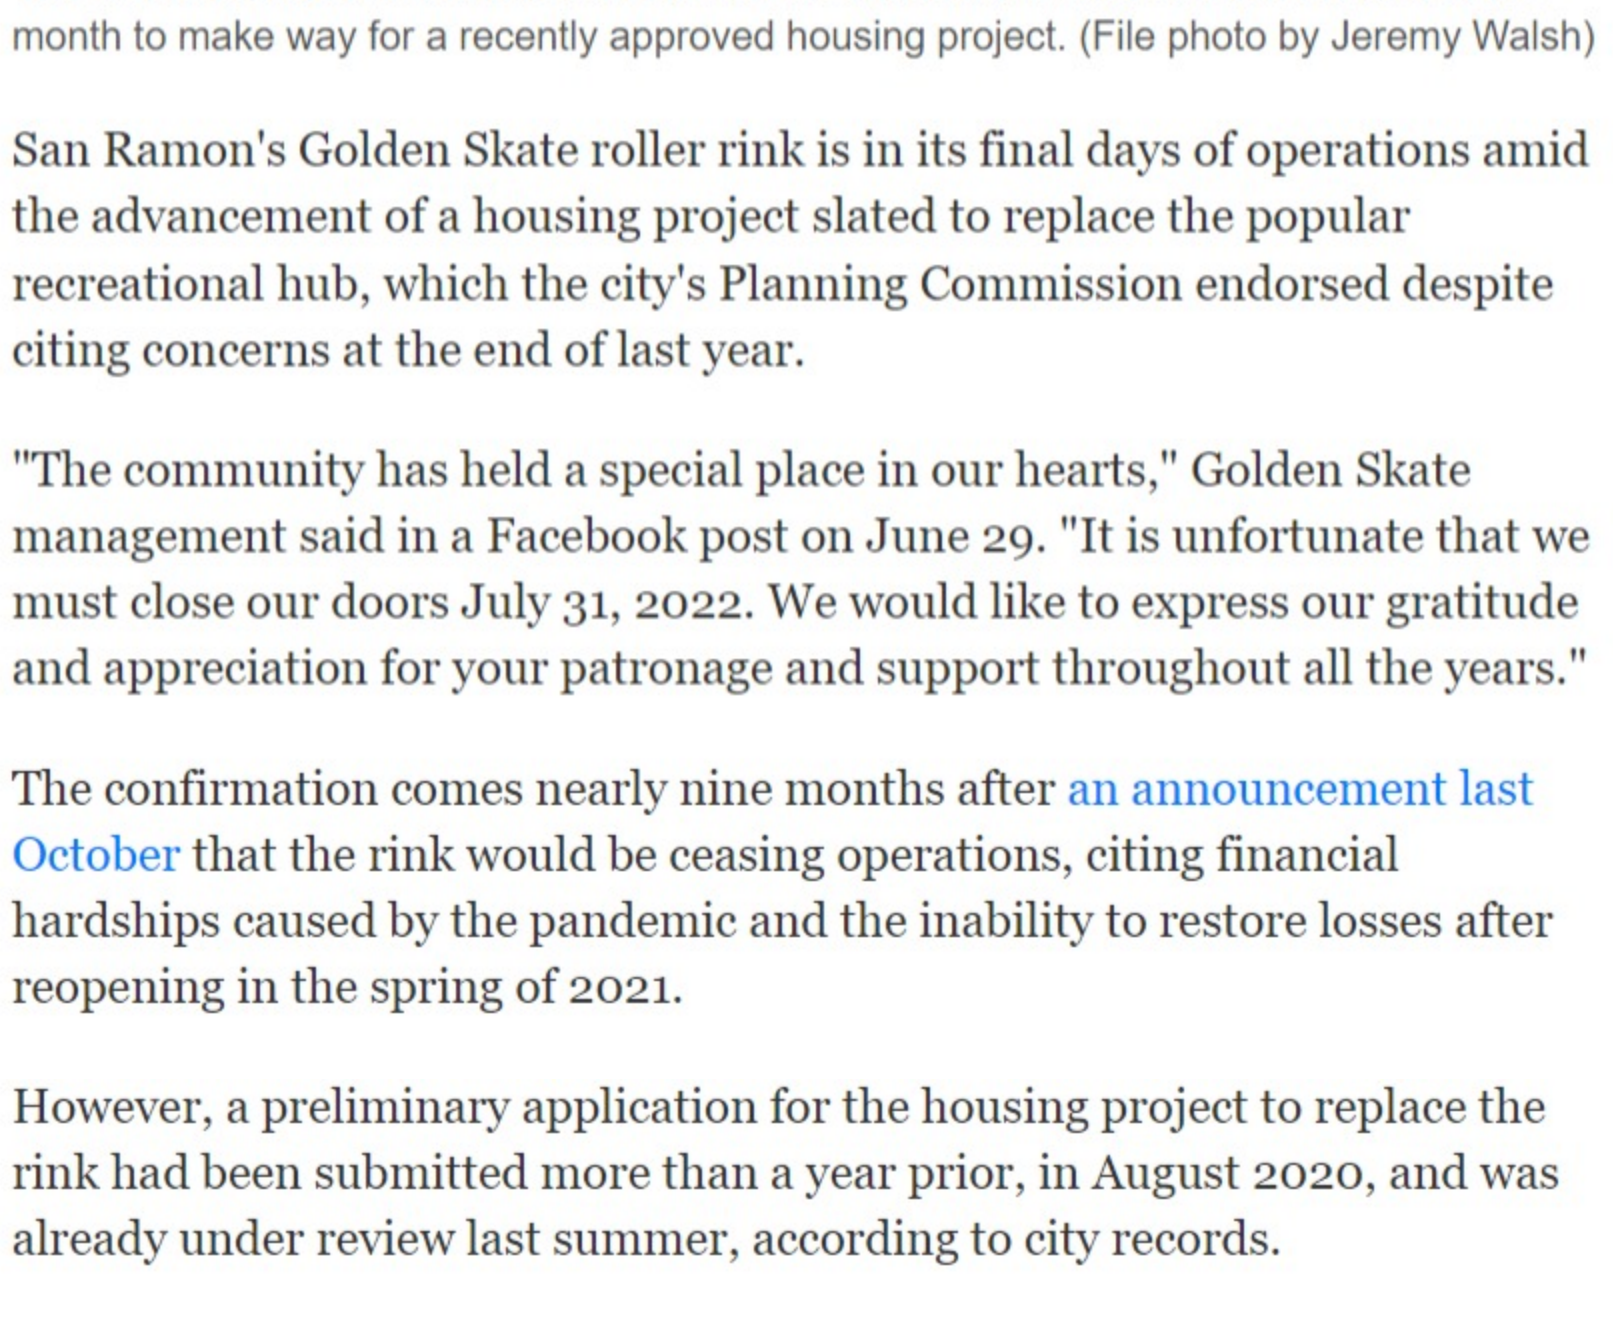 month to make way for a recently approved housing project. (File photo by Jeremy Walsh)
San Ramon's Golden Skate roller rink is in its final days of operations amid
the advancement of a housing project slated to replace the popular
recreational hub, which the city's Planning Commission endorsed despite
citing concerns at the end of last year.
"The community has held a special place in our hearts," Golden Skate
management said in a Facebook post on June 29. "It is unfortunate that we
must close our doors July 31, 2022. We would like to express our gratitude
and appreciation for your patronage and support throughout all the years."
The confirmation comes nearly nine months after an announcement last
October that the rink would be ceasing operations, citing financial
hardships caused by the pandemic and the inability to restore losses after
reopening in the spring of 2021.
However, a preliminary application for the housing project to replace the
rink had been submitted more than a year prior, in August 2020, and was
already under review last summer, according to city records.